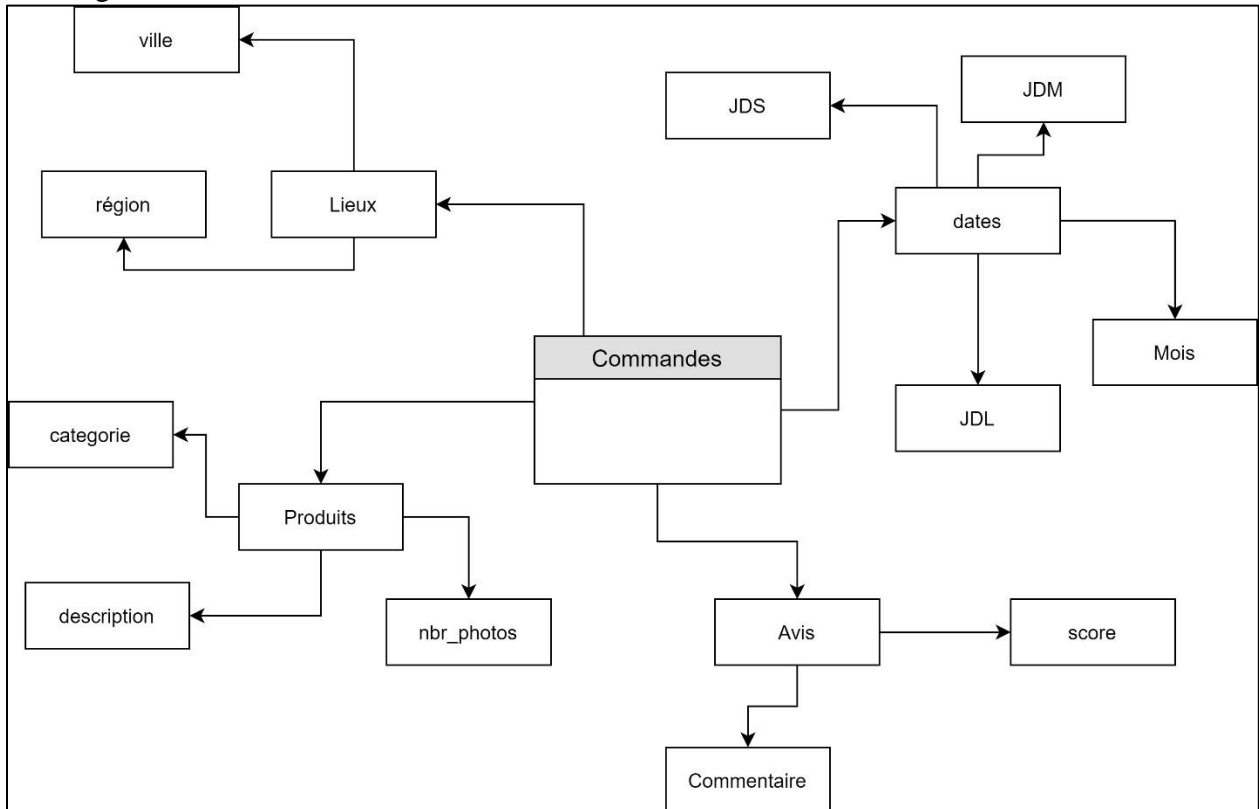 ville
JDM
JDS
région
Lieux
dates
Commandes
Mois
categorie
JDL
Produits
description
nbr_photos
Avis
score
Commentaire